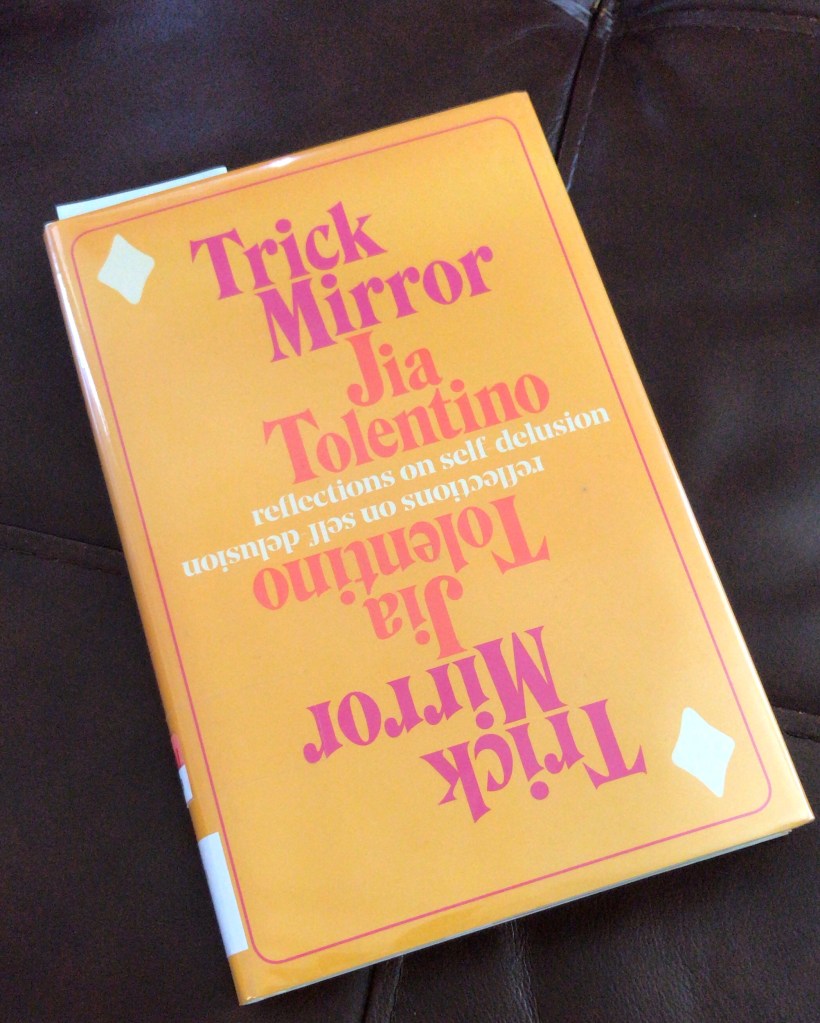 Trick
Mirror
Jia
Tolentino
reflections on self-delusion
reflections on self-delusion
Tolentino
Jia
Mirror
Trick